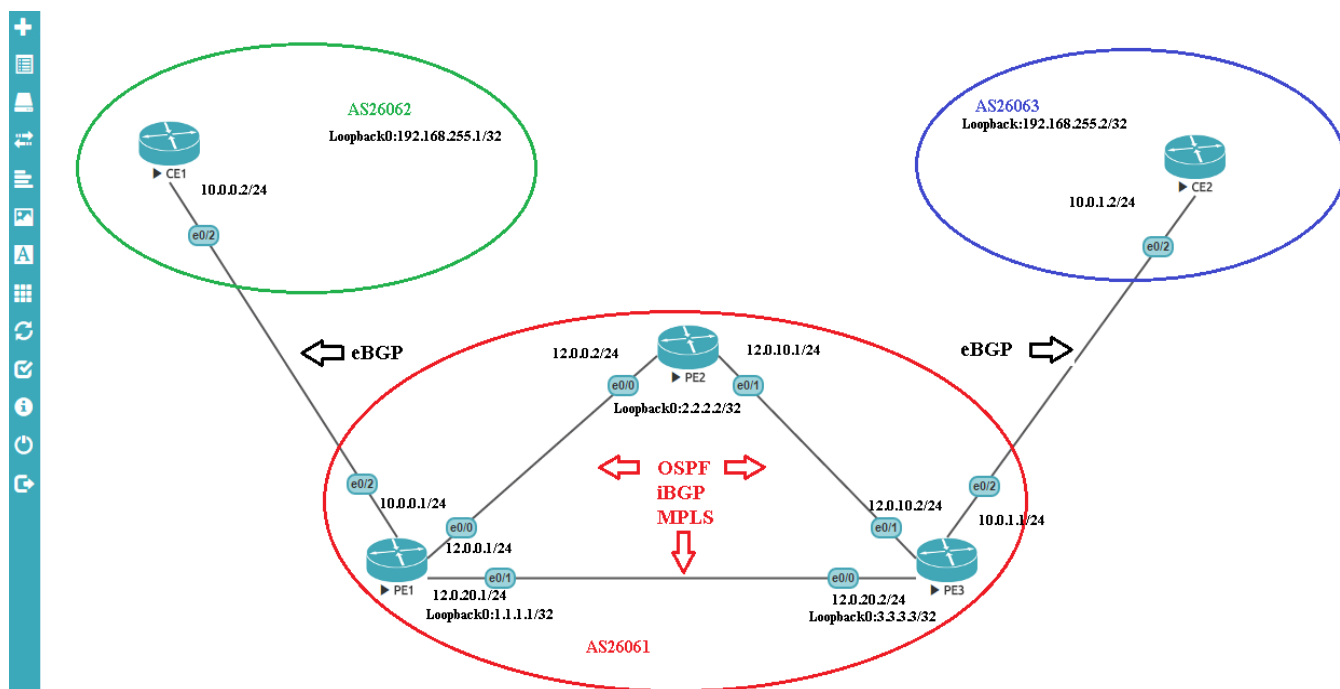 AS26062
Loopback0:192.168.255.1/32
CE1
10.0.0.2/24
e0/2
AS26063
Loopback:192.168.255.2/32
CE2
10.0.1.2/24
e0/2
eBGP
eBGP
12.0.0.2/24
12.0.10.1/24
PE2
e0/0
e0/1
Loopback0:2.2.2.2/32
OSPF
iBGP
MPLS
e0/2
10.0.0.1/24
e0/0
12.0.0.1/24
PE1
e0/1
12.0.20.1/24
Loopback0:1.1.1.1/32
e0/2
12.0.10.2/24
10.0.1.1/24
e0/1
e0/0
PE3
12.0.20.2/24
Loopback0:3.3.3.3/32
AS26061
A